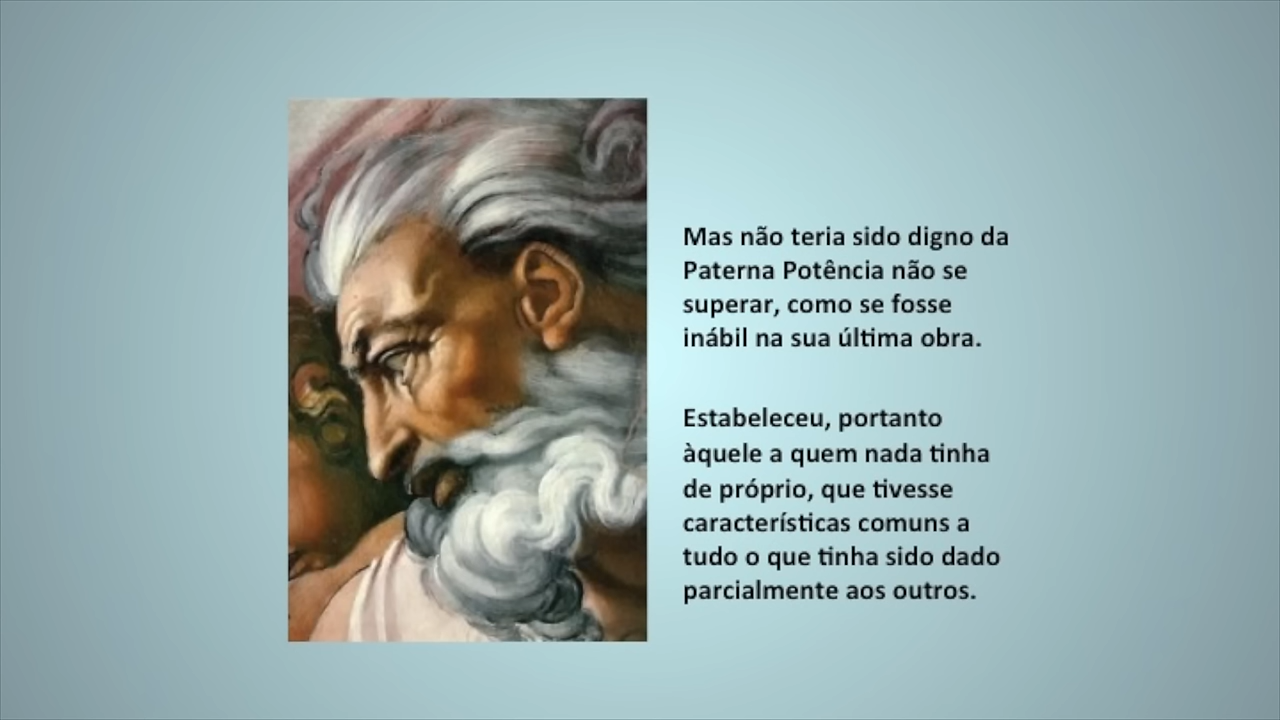 Mas não teria sido digno da
Paterna Potência não se
superar, como se fosse
inábil na sua última obra.
Estabeleceu, portanto
àquele a quem nada tinha
de próprio, que tivesse
características comuns a
tudo o que tinha sido dado
parcialmente aos outros.